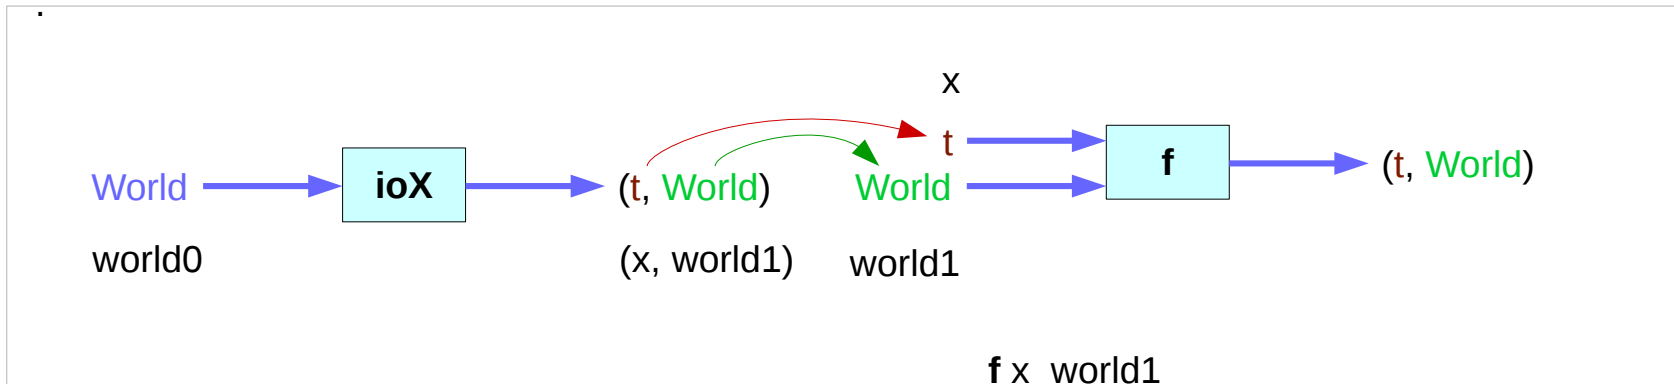 .
x
t
World ioX (t, World) World f (t, World)
world0 (x, world1) world1
f x world1